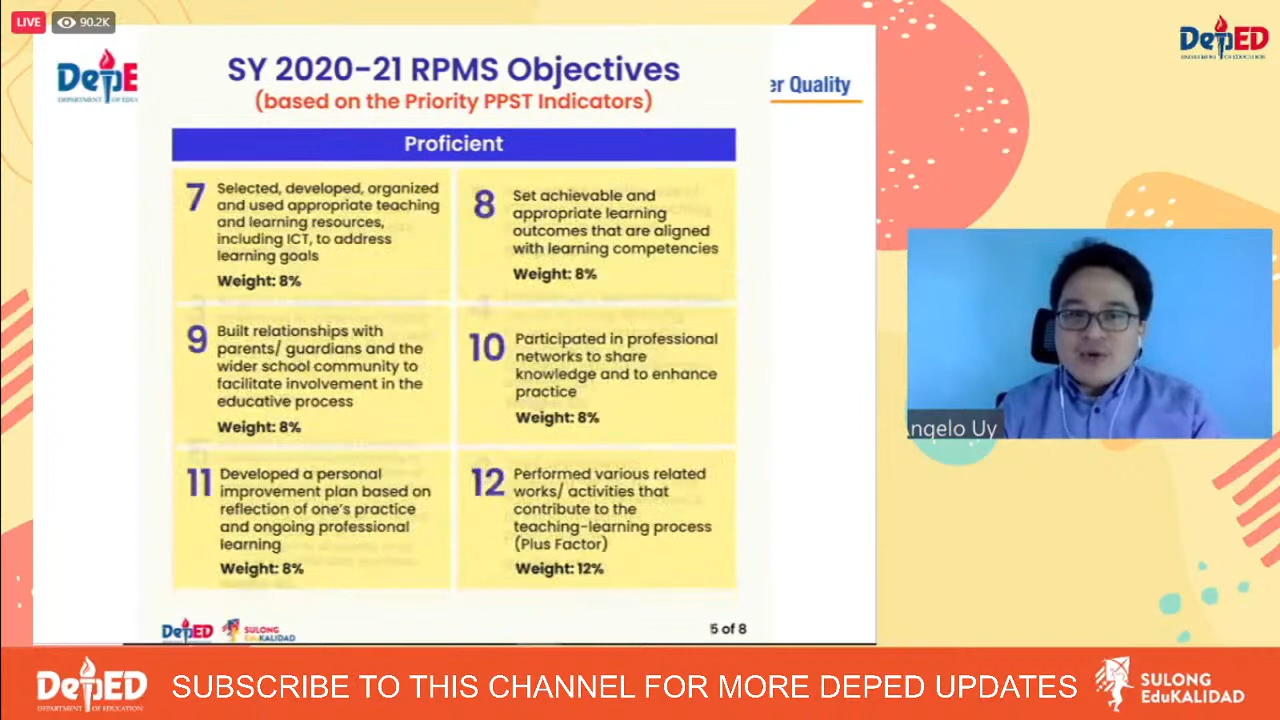 LIVE 90.2K
DepE
DEPARTMENT OF EDU
SY 2020-21 RPMS Objectives
(based on the Priority PPST Indicators)
er Quality
DepED
DEPARTMENT OF EDUCATION
Proficient
7
Selected, developed, organized
and used appropriate teaching
and learning resources,
including ICT, to address
learning goals
Weight: 8%
8
Set achievable and
appropriate learning
outcomes that are aligned
with learning competencies
Weight: 8%
9
Built relationships with
parents/ guardians and the
wider school community to
facilitate involvement in the
educative process
Weight: 8%
10
Participated in professional
networks to share
knowledge and to enhance
practice
Weight: 8%
11
Developed a personal
improvement plan based on
reflection of one's practice
and ongoing professional
learning
Weight: 8%
12
Performed various related
works/ activities that
contribute to the
teaching-learning process
(Plus Factor)
Weight: 12%
ngelo Uy
DepED
SULONG
EduKALIDAD
5 of 8
DepED
DEPARTMENT OF EDUCATION
SUBSCRIBE TO THIS CHANNEL FOR MORE DEPED UPDATES
SULONG
EduKALIDAD